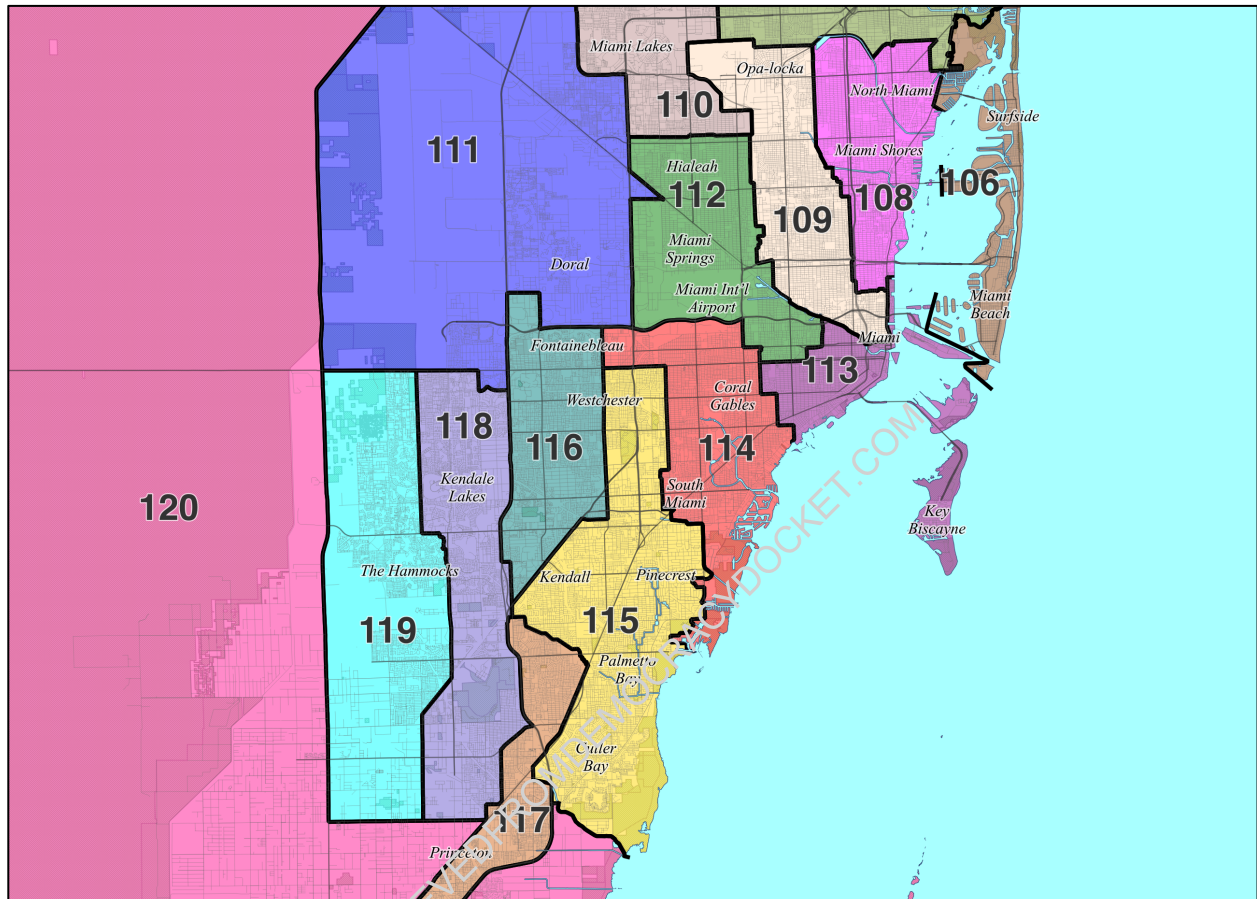 Miami Lakes
Opa-locka
110
North Miami
Surfside
111
Hialeah
112
Miami Shores
108
106
109
Miami
Springs
Doral
Miami Int'l
Airport
Miami
Beach
Fontainebleau
Miami
113
Westchester
Coral
Gables
118
116
114
Kendale
Lakes
South
Miami
120
Key
Biscayne
The Hammocks
Kendall
Pinecrest
119
115
Palmetto
Bay
Cutler
Bay
117
Princeton
EVEDFROMDEMOCRACYDOCKET.COM